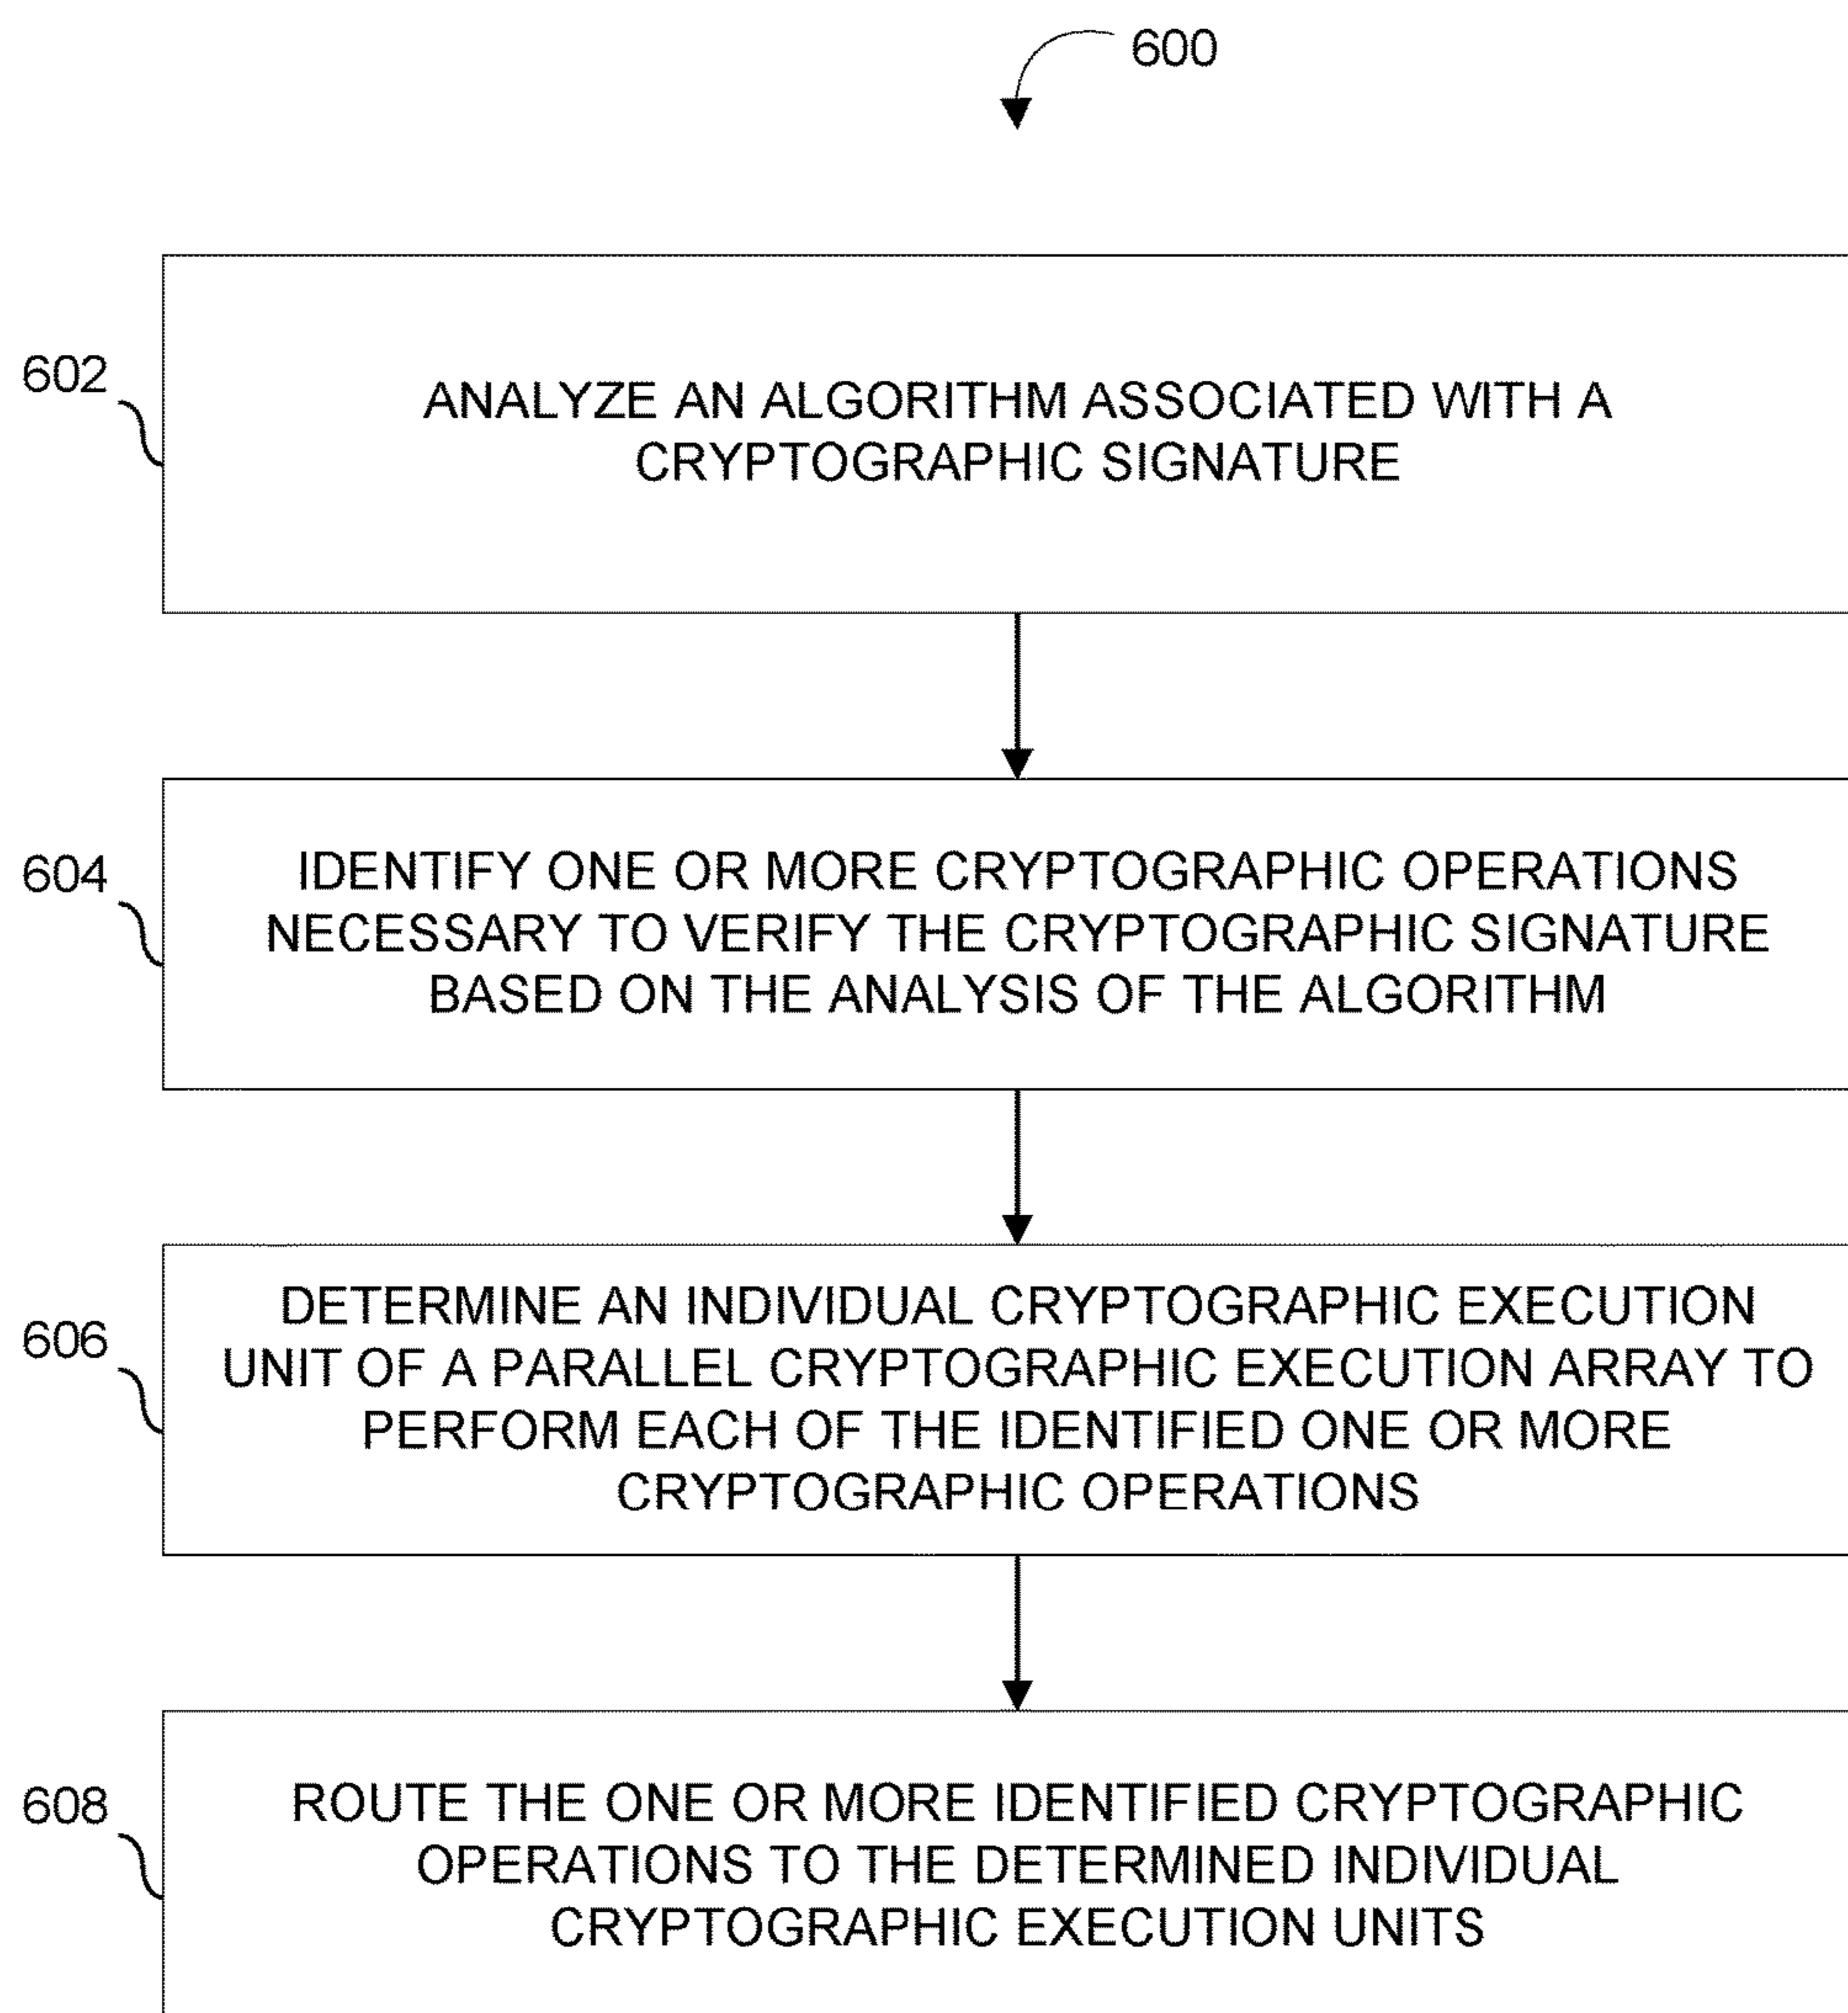 600
602
ANALYZE AN ALGORITHM ASSOCIATED WITH A
CRYPTOGRAPHIC SIGNATURE
604
IDENTIFY ONE OR MORE CRYPTOGRAPHIC OPERATIONS
NECESSARY TO VERIFY THE CRYPTOGRAPHIC SIGNATURE
BASED ON THE ANALYSIS OF THE ALGORITHM
606
DETERMINE AN INDIVIDUAL CRYPTOGRAPHIC EXECUTION
UNIT OF A PARALLEL CRYPTOGRAPHIC EXECUTION ARRAY TO
PERFORM EACH OF THE IDENTIFIED ONE OR MORE
CRYPTOGRAPHIC OPERATIONS
608
ROUTE THE ONE OR MORE IDENTIFIED CRYPTOGRAPHIC
OPERATIONS TO THE DETERMINED INDIVIDUAL
CRYPTOGRAPHIC EXECUTION UNITS